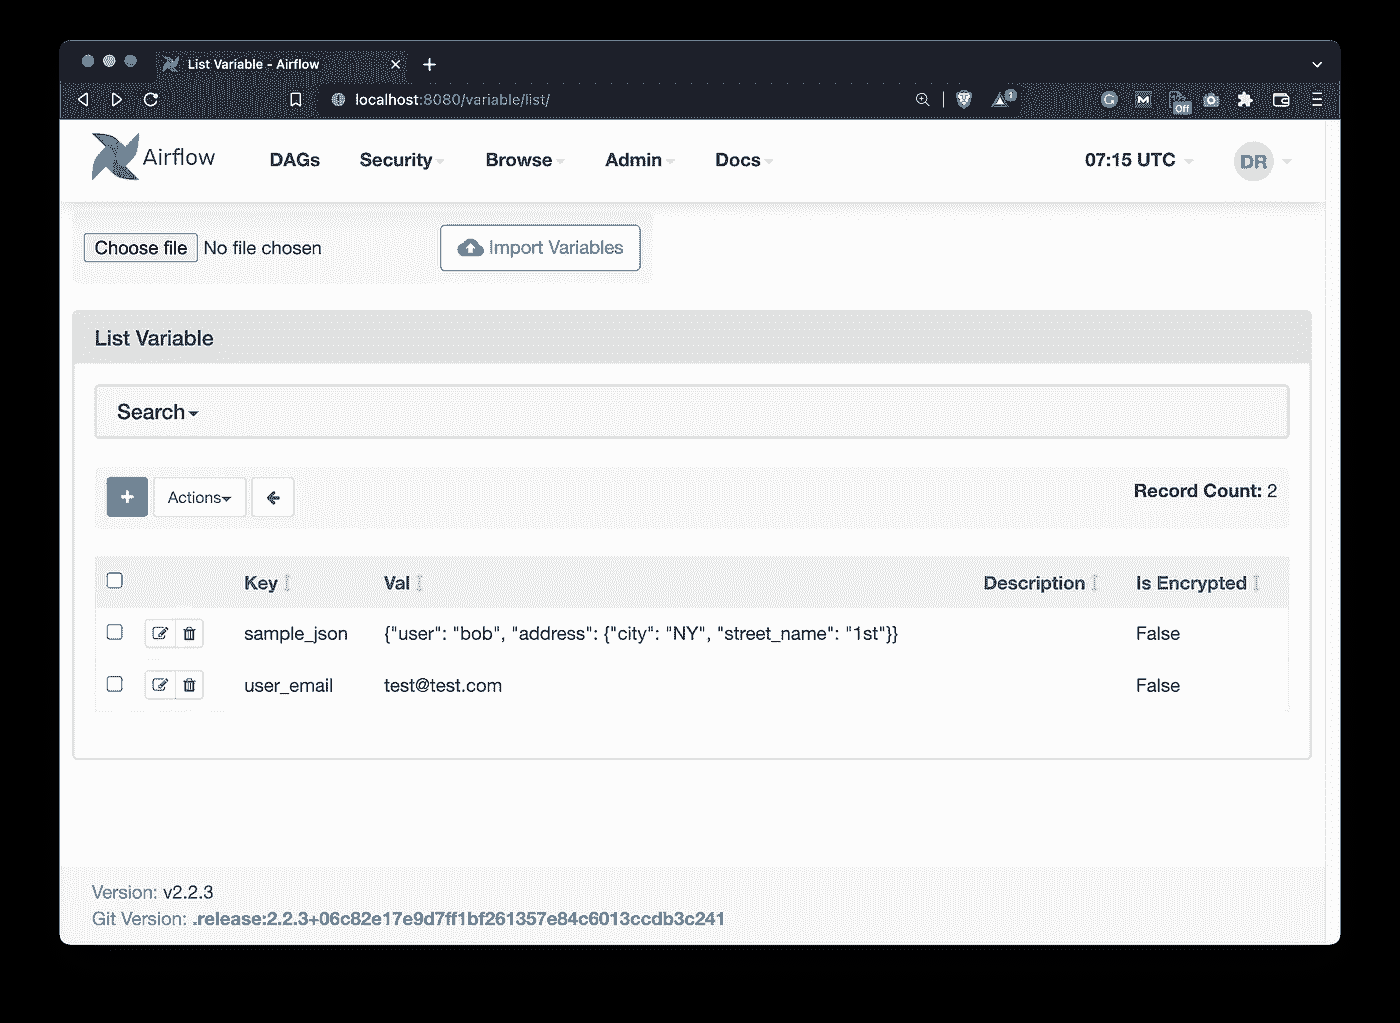 List Variable - Airflow
localhost:8080/variable/list/
1
G
M
Off
Airflow DAGs Security Browse Admin Docs 07:15 UTC DR
Choose file No file chosen Import Variables
List Variable
Search
+ Actions Record Count: 2
Key Val Description Is Encrypted
sample_json {"user": "bob", "address": {"city": "NY", "street_name": "1st"}} False
user_email test@test.com False
Version: v2.2.3
Git Version: .release:2.2.3+06c82e17e9d7ff1bf261357e84c6013ccdb3c241